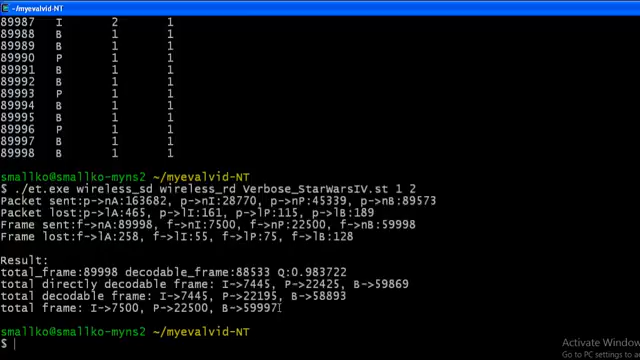 ~/myevalvid-NT
89987 I 2 1
89988 B 1 1
89989 B 1 1
89990 P 1 1
89991 B 1 1
89992 B 1 1
89993 P 1 1
89994 B 1 1
89995 B 1 1
89996 P 1 1
89997 B 1 1
89998 B 1 1
smallko@smallko-myns2 ~/myevalvid-NT
$ ./et.exe wireless_sd wireless_rd Verbose_StarWarsIV.st 1 2
Packet sent:p->nA:163682, p->nI:28770, p->nP:45339, p->nB:89573
Packet lost:p->lA:465, p->lI:161, p->lP:115, p->lB:189
Frame sent:f->nA:89998, f->nI:7500, f->nP:22500, f->nB:59998
Frame lost:f->lA:258, f->lI:55, f->lP:75, f->lB:128
Result:
total_frame:89998 decodable_frame:88533 Q:0.983722
total directly decodable frame: I->7445, P->22425, B->59869
total decodable frame: I->7445, P->22195, B->58893
total frame: I->7500, P->22500, B->59997
smallko@smallko-myns2 ~/myevalvid-NT
$
Activate Window
Go to PC settings to a